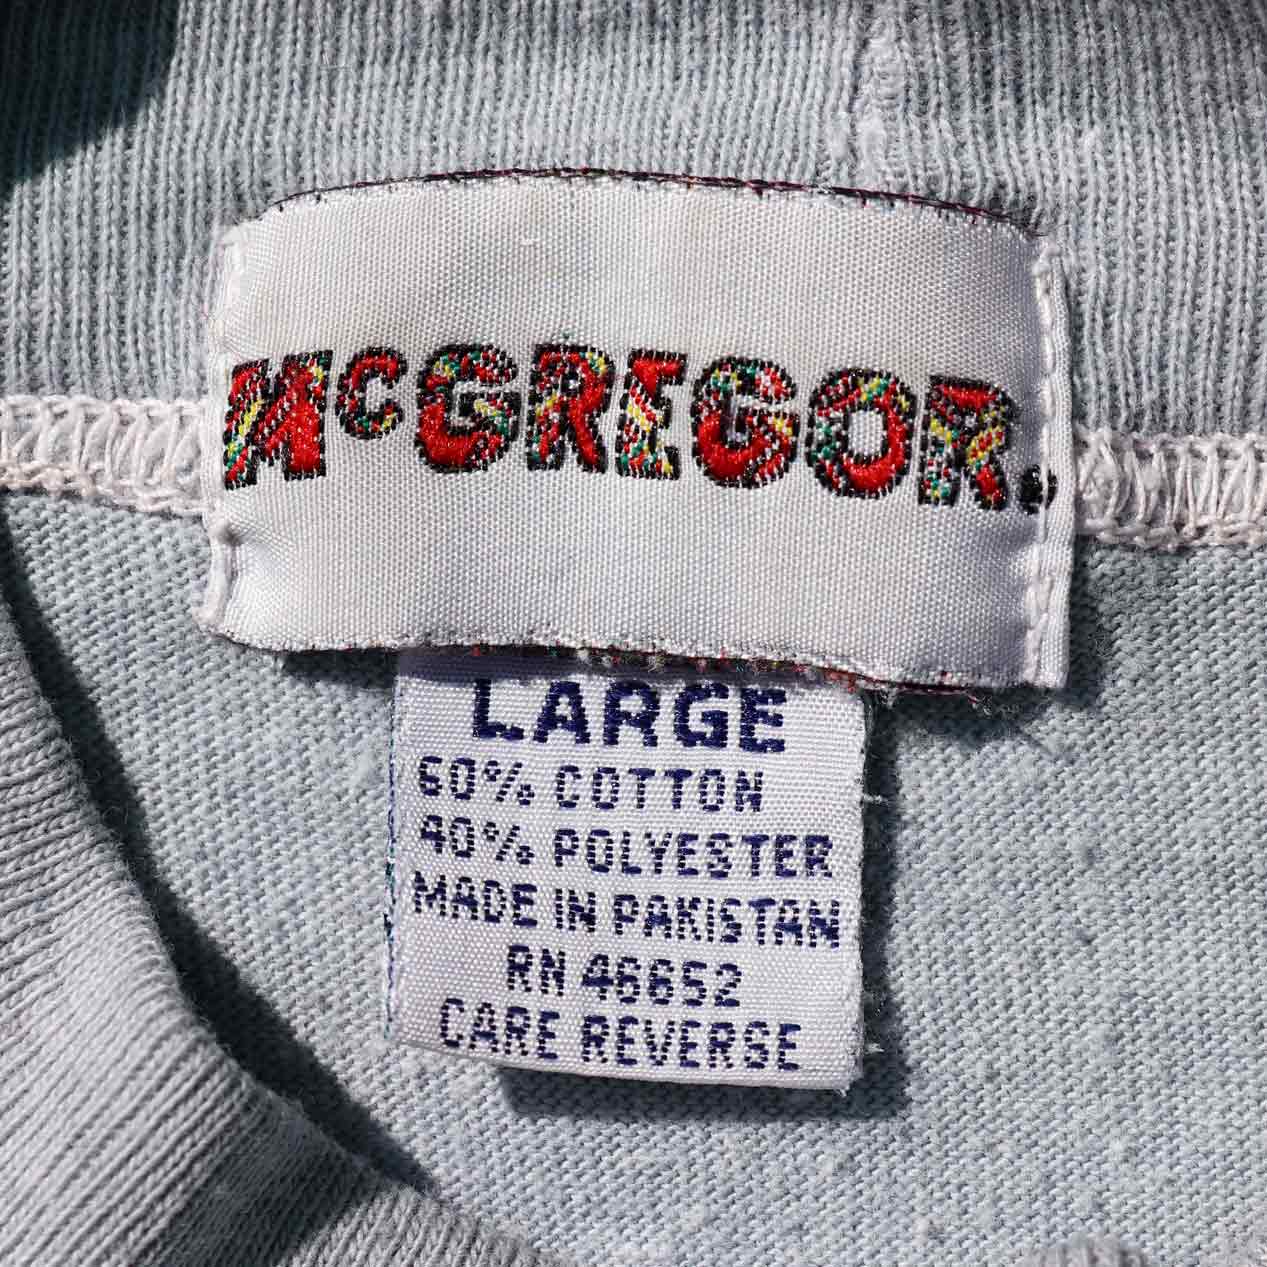 McGREGOR.
LARGE
60% COTTON
40% POLYESTER
MADE IN PAKISTAN
RN 46652
CARE REVERSE